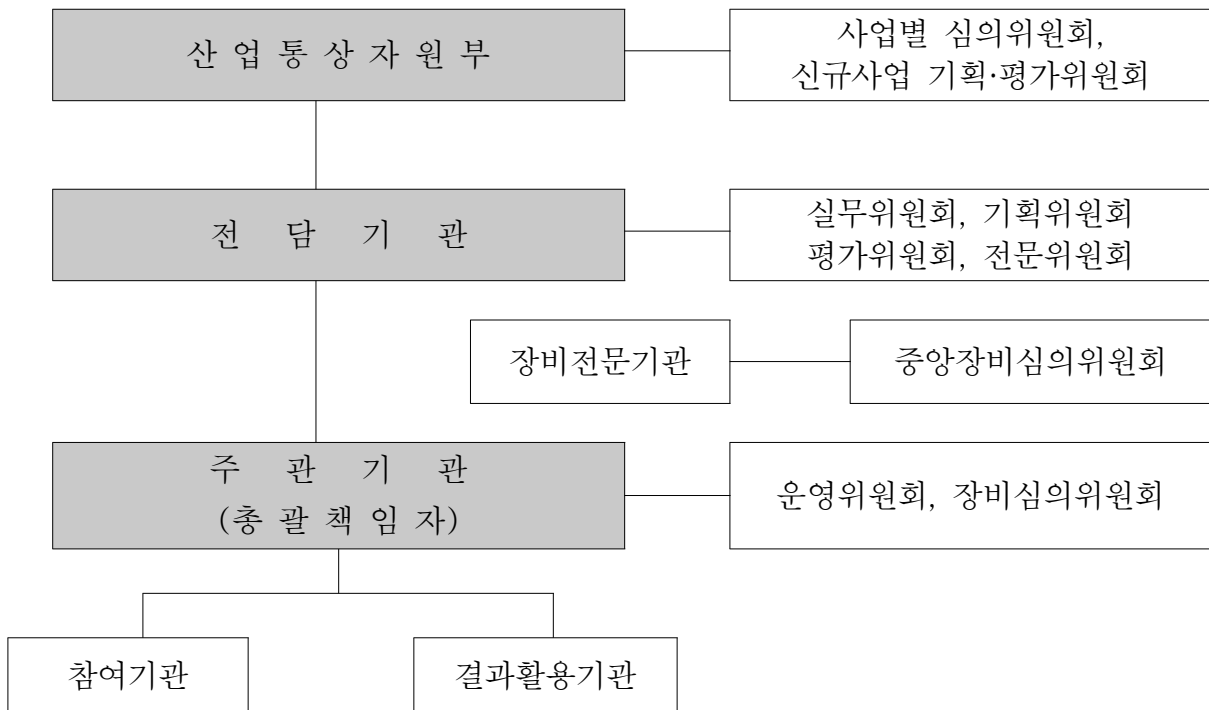 산 업 통 상 자 원 부
사업별 심의위원회,
신규사업 기획·평가위원회
전 담 기 관
실무위원회, 기획위원회
평가위원회, 전문위원회
장비전문기관
중앙장비심의위원회
주 관 기 관
(총 괄 책 임 자)
운영위원회, 장비심의위원회
참여기관
결과활용기관